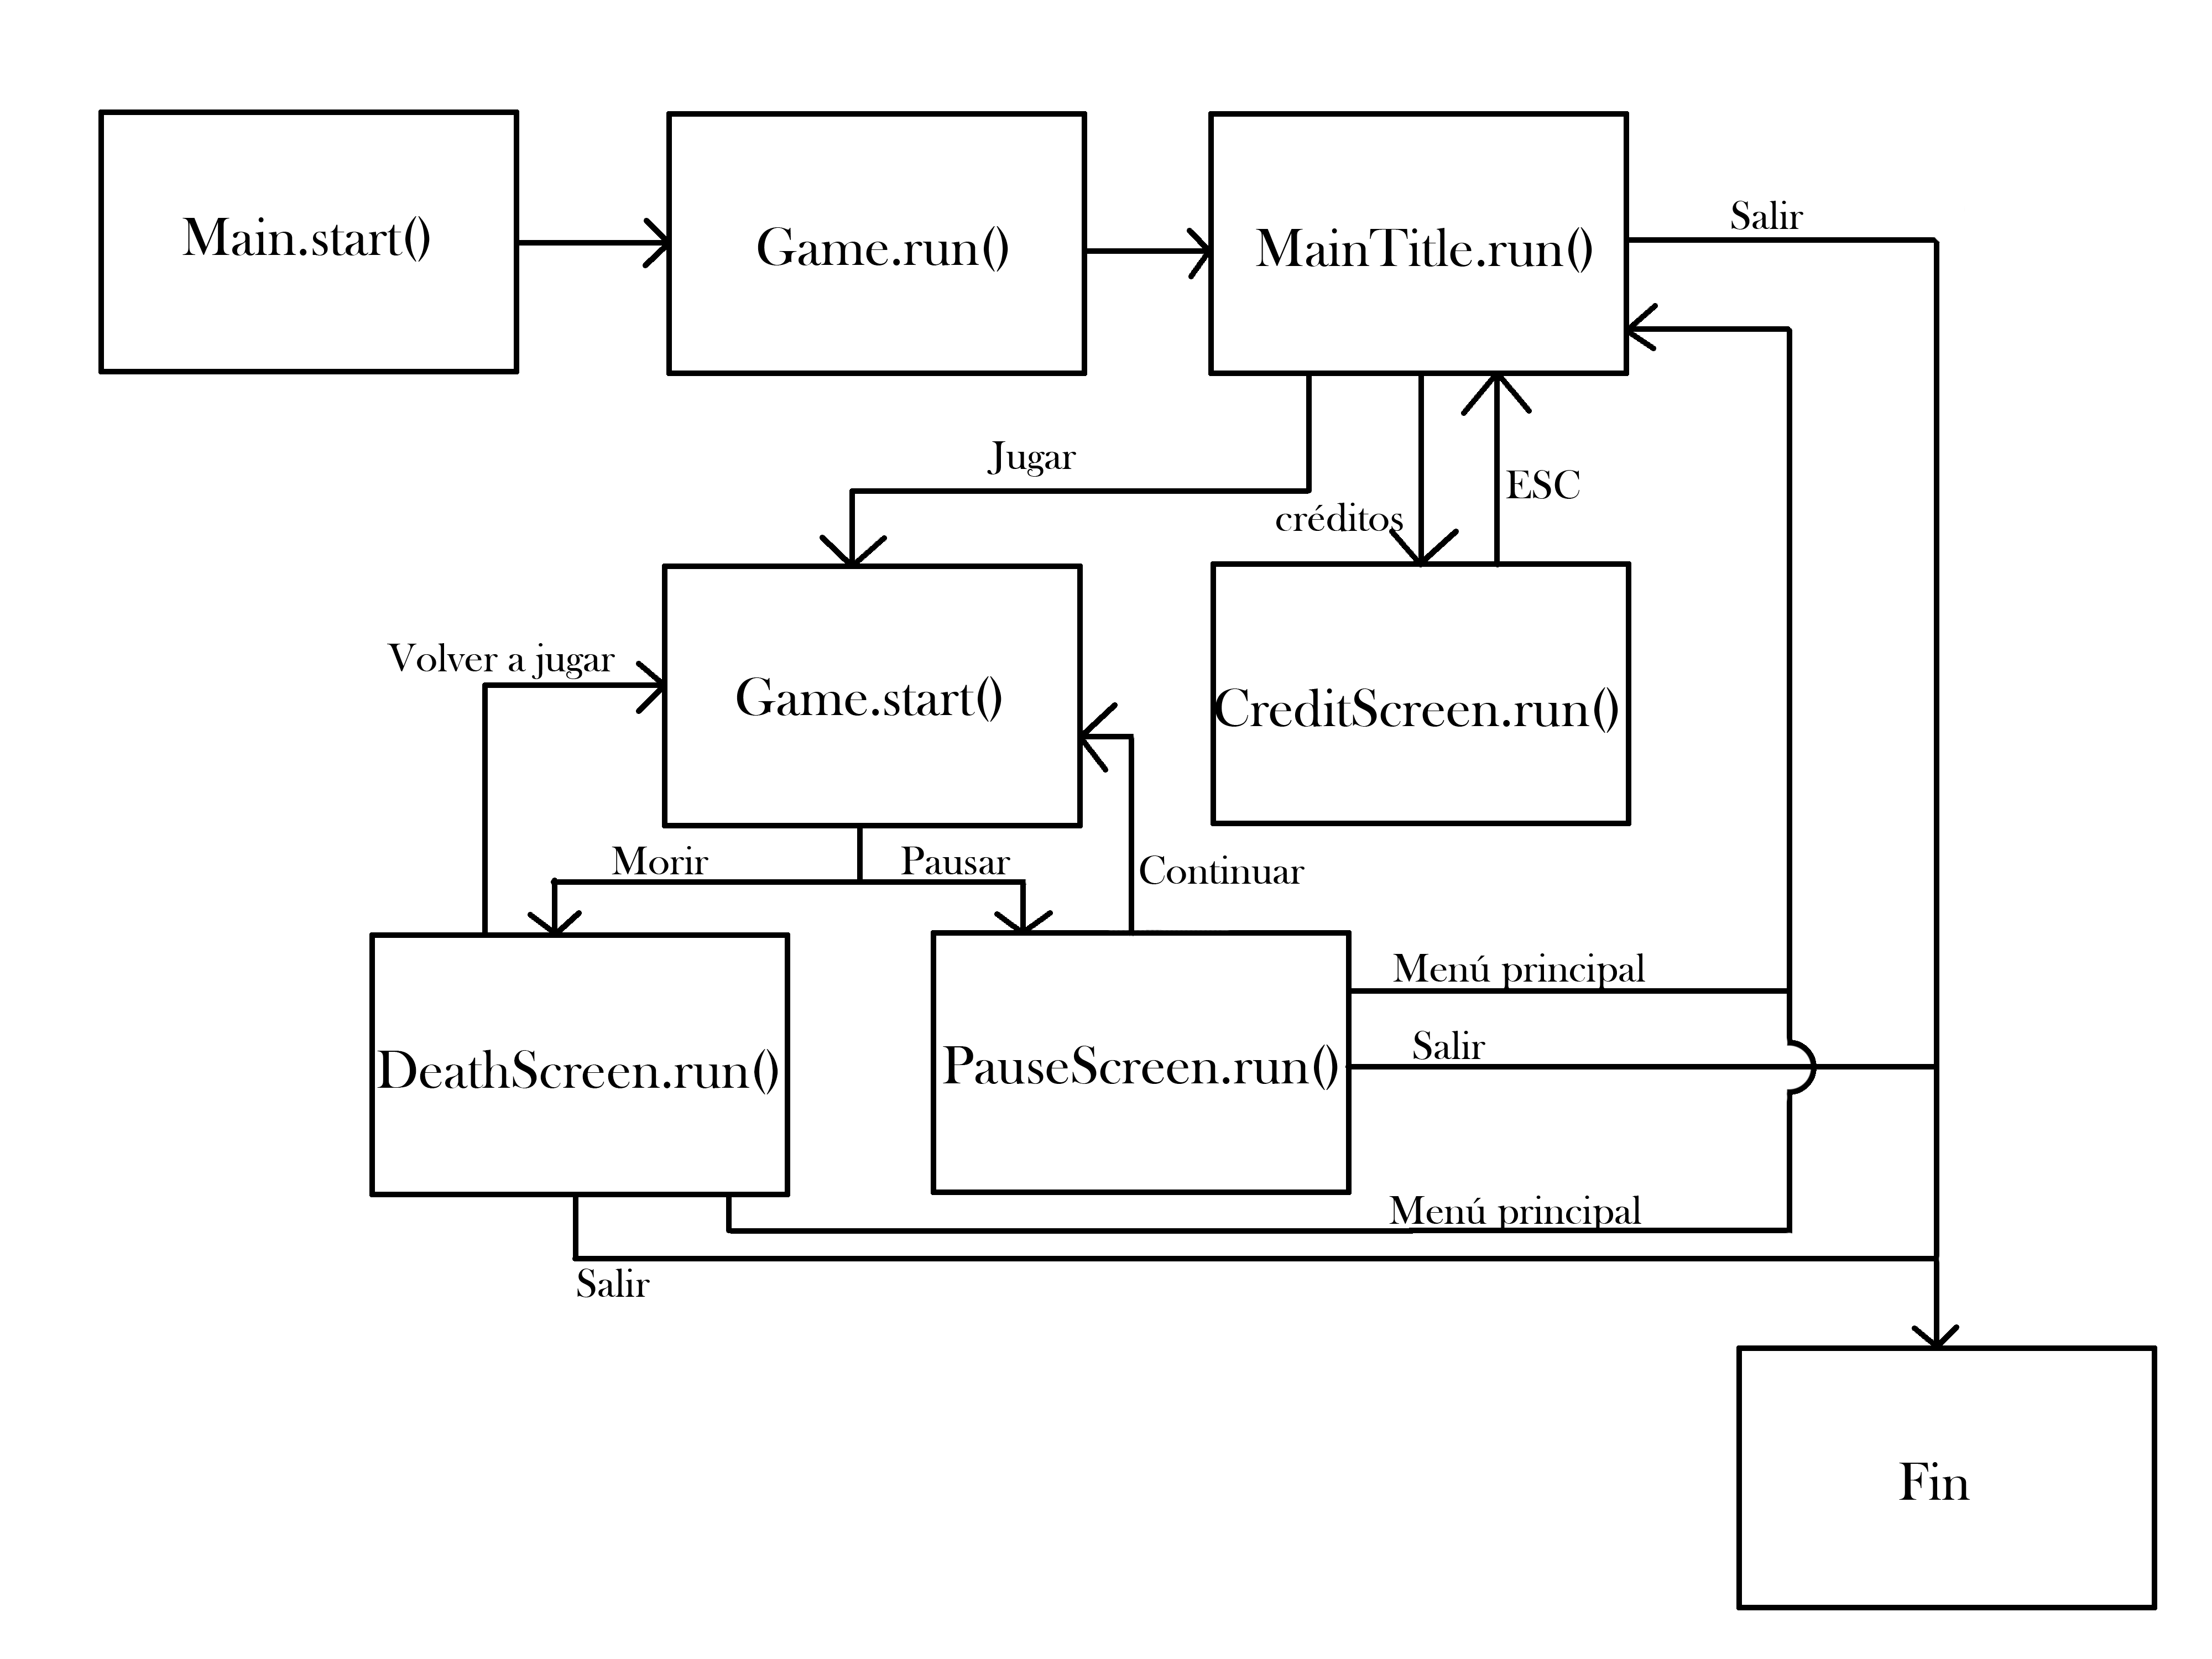 Main.start()
Game.run()
MainTitle.run()
Salir
Jugar
créditos
ESC
Volver a jugar
Game.start()
CreditScreen.run()
Morir
Pausar
Continuar
DeathScreen.run()
PauseScreen.run()
Menú principal
Salir
Menú principal
Salir
Fin